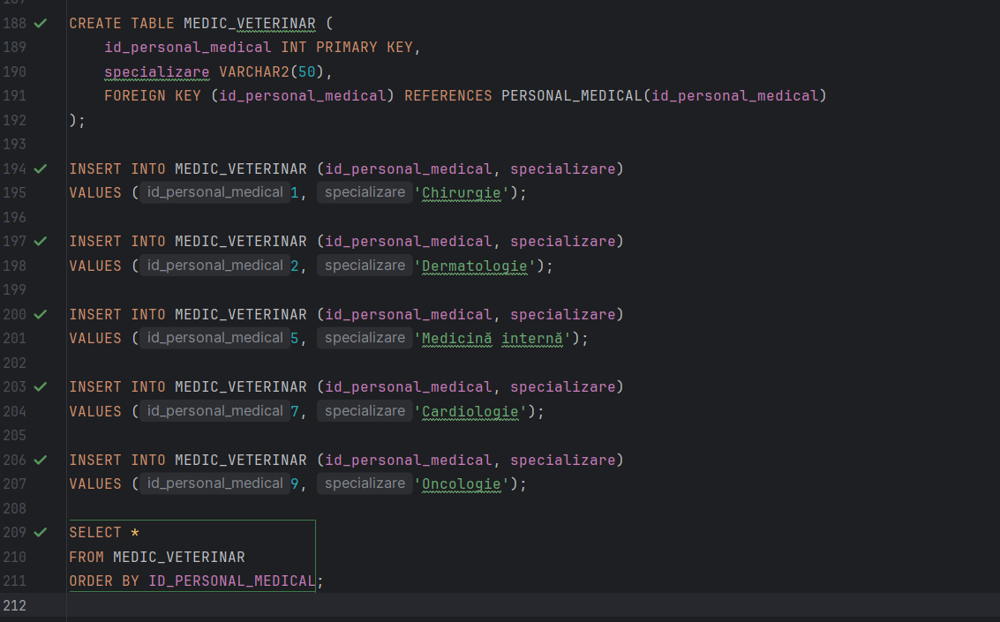 187
188 CREATE TABLE MEDIC_VETERINAR (
189 id_personal_medical INT PRIMARY KEY,
190 specializare VARCHAR2(50),
191 FOREIGN KEY (id_personal_medical) REFERENCES PERSONAL_MEDICAL(id_personal_medical)
192 );
193
194 INSERT INTO MEDIC_VETERINAR (id_personal_medical, specializare)
195 VALUES ( id_personal_medical 1, specializare 'Chirurgie');
196
197 INSERT INTO MEDIC_VETERINAR (id_personal_medical, specializare)
198 VALUES ( id_personal_medical 2, specializare 'Dermatologie');
199
200 INSERT INTO MEDIC_VETERINAR (id_personal_medical, specializare)
201 VALUES ( id_personal_medical 5, specializare 'Medicină internă');
202
203 INSERT INTO MEDIC_VETERINAR (id_personal_medical, specializare)
204 VALUES ( id_personal_medical 7, specializare 'Cardiologie');
205
206 INSERT INTO MEDIC_VETERINAR (id_personal_medical, specializare)
207 VALUES ( id_personal_medical 9, specializare 'Oncologie');
208
209 SELECT *
210 FROM MEDIC_VETERINAR
211 ORDER BY ID_PERSONAL_MEDICAL;
212